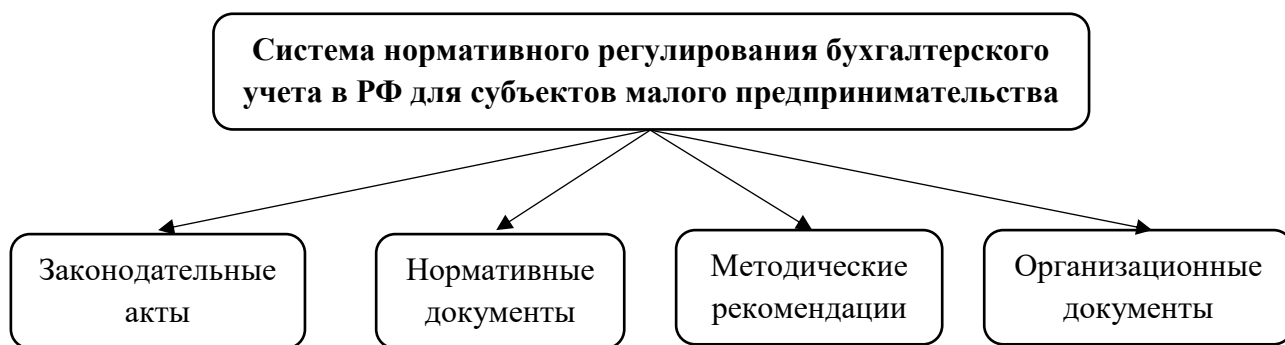 Система нормативного регулирования бухгалтерского
учета в РФ для субъектов малого предпринимательства
Законодательные
акты
Нормативные
документы
Методические
рекомендации
Организационные
документы